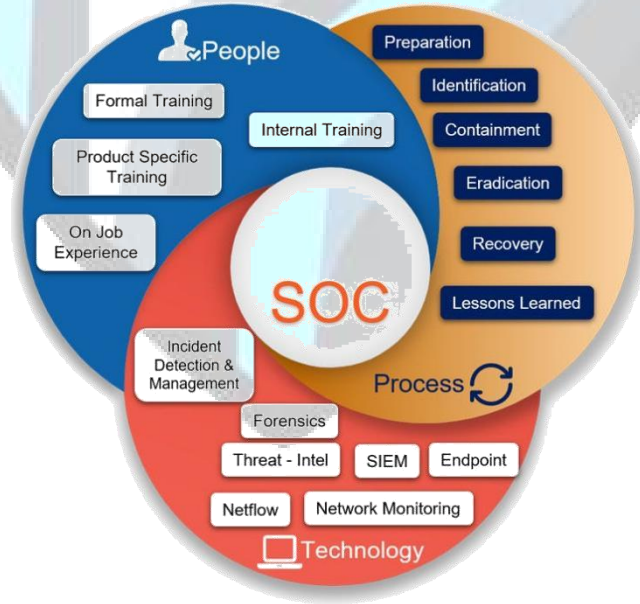 People
Formal Training
Internal Training
Product Specific
Training
On Job
Experience
Preparation
Identification
Containment
Eradication
Recovery
Lessons Learned
Process
SOC
Incident
Detection &
Management
Forensics
Threat - Intel
SIEM
Endpoint
Netflow
Network Monitoring
Technology